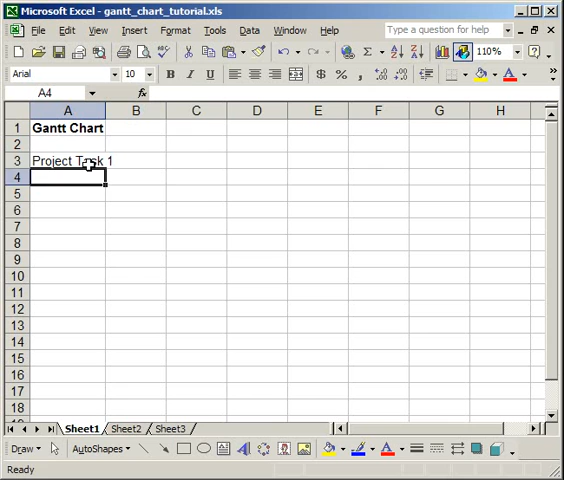 Microsoft Excel - gantt_chart_tutorial.xls
File Edit View Insert Format Tools Data Window Help Type a question for help
Σ 110% ?
Arial 10 B I U $ % , A
A4 fx
A B C D E F G H
1 Gantt Chart
2
3 Project Task 1
4
5
6
7
8
9
10
11
12
13
14
15
16
17
18
Sheet1 Sheet2 Sheet3
Draw AutoShapes A A
Ready